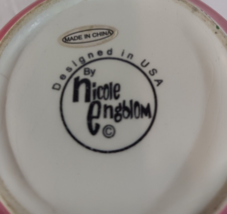 MADE IN CHINA
Designed in USA
By
nicole
engblom
©